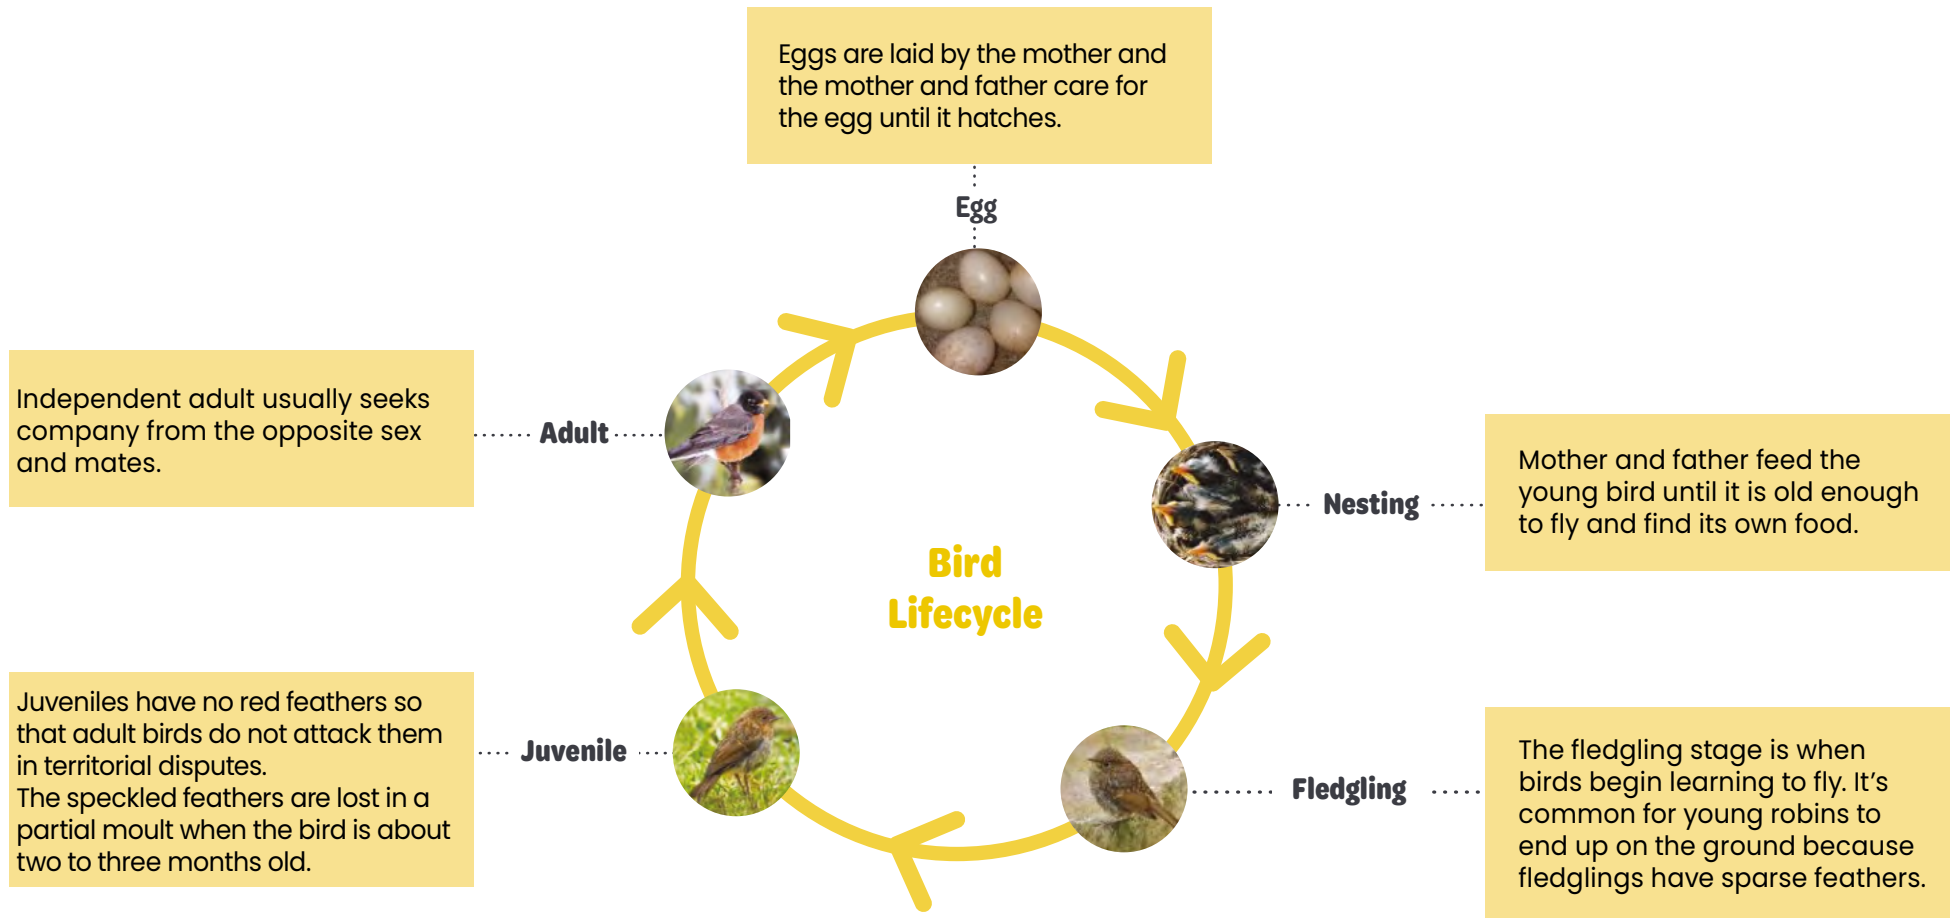 Eggs are laid by the mother and
the mother and father care for
the egg until it hatches.
Egg
Independent adult usually seeks
company from the opposite sex
and mates.
Adult
Nesting
Mother and father feed the
young bird until it is old enough
to fly and find its own food.
Bird
Lifecycle
Juveniles have no red feathers so
that adult birds do not attack them
in territorial disputes.
The speckled feathers are lost in a
partial moult when the bird is about
two to three months old.
Juvenile
Fledgling
The fledgling stage is when
birds begin learning to fly. It's
common for young robins to
end up on the ground because
fledglings have sparse feathers.